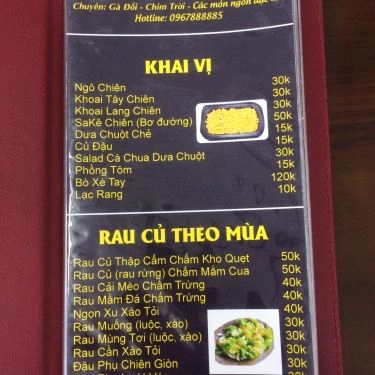 Chuyên: Gà Đồi - Chim Trời - Các món ngon
Hotline: 0967888885
KHAI VỊ
Ngô Chiên 30k
Khoai Tây Chiên 30k
Khoai Lang Chiên 30k
SaKê Chiên (Bơ đường) 50k
Dưa Chuột Chẻ 15k
Củ Đậu 15k
Salad Cà Chua Dưa Chuột 30k
Phồng Tôm 15k
Bò Xé Tay 120k
Lạc Rang 10k
RAU CỦ THEO MÙA
Rau Củ Thập Cẩm Chấm Kho Quẹt 50k
Rau Củ (rau rừng) Chấm Mắm Cua 50k
Rau Cải Mèo Chấm Trứng 40k
Rau Mầm Đá Chấm Trứng 40k
Ngọn Xu Xào Tỏi 40k
Rau Muống (luộc, xào) 30k
Rau Mùng Tơi (luộc, xào) 30k
Rau Cần Xào Tỏi 30k
Đậu Phụ Chiên Giòn 30k